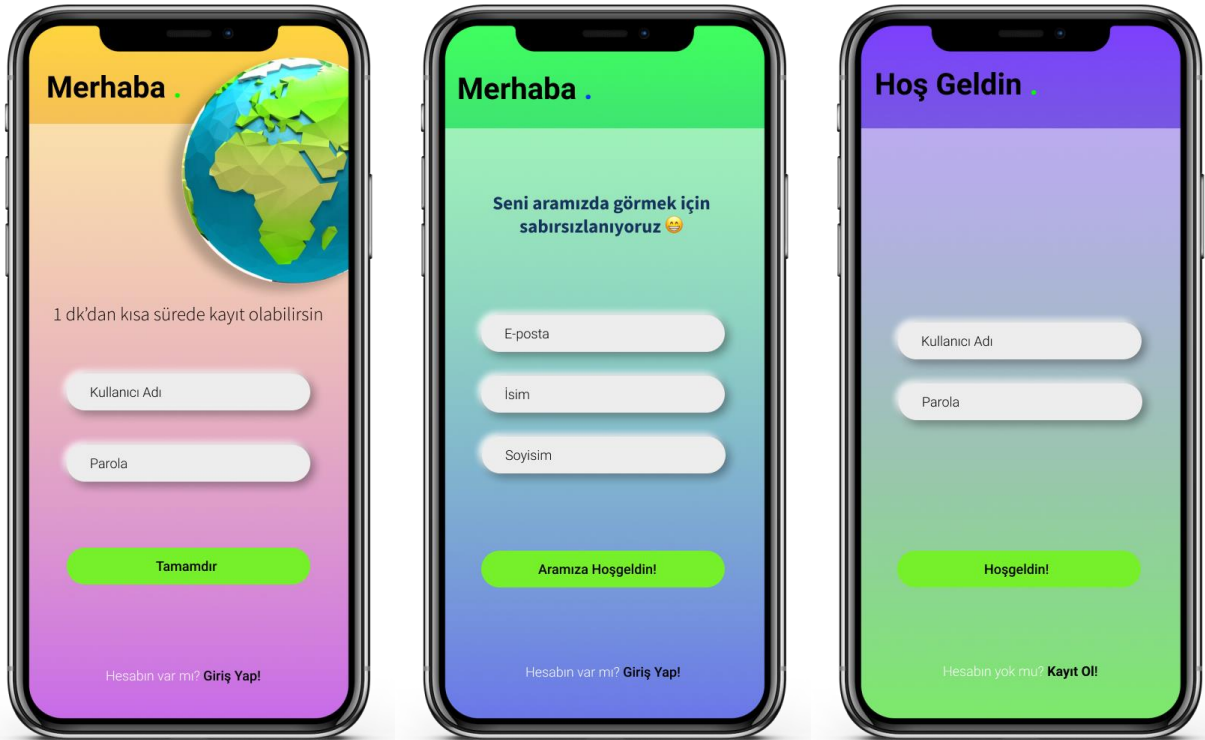 Merhaba .
1 dk'dan kısa sürede kayıt olabilirsin
Kullanıcı Adı
Parola
Tamamdır
Hesabın var mı? Giriş Yap!
Merhaba .
Seni aramızda görmek için
sabırsızlanıyoruz 😁
E-posta
İsim
Soyisim
Aramıza Hoşgeldin!
Hesabın var mı? Giriş Yap!
Hoş Geldin .
Kullanıcı Adı
Parola
Hoşgeldin!
Hesabın yok mu? Kayıt Ol!